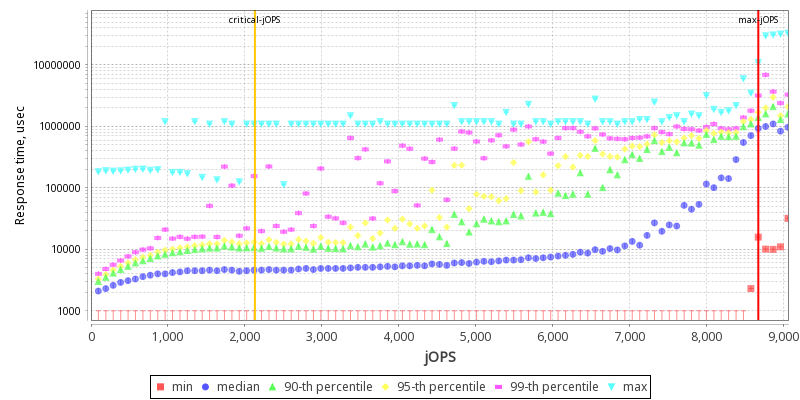 critical-jOPS
max-jOPS
Response time, usec
10000000
1000000
100000
10000
1000
0
1,000
2,000
3,000
4,000
5,000
6,000
7,000
8,000
9,000
jOPS
min
median
90-th percentile
95-th percentile
99-th percentile
max